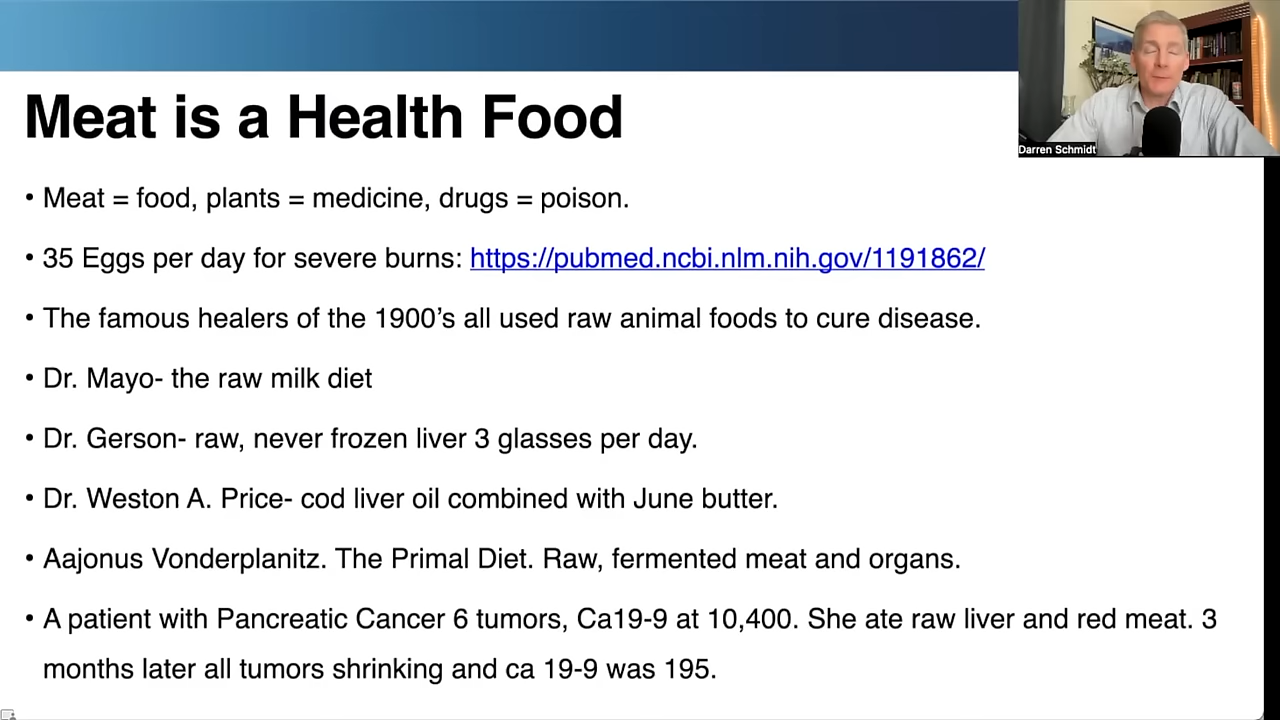 Darren Schmidt
Meat is a Health Food
• Meat = food, plants = medicine, drugs = poison.
• 35 Eggs per day for severe burns: https://pubmed.ncbi.nlm.nih.gov/1191862/
• The famous healers of the 1900’s all used raw animal foods to cure disease.
• Dr. Mayo- the raw milk diet
• Dr. Gerson- raw, never frozen liver 3 glasses per day.
• Dr. Weston A. Price- cod liver oil combined with June butter.
• Aajonus Vonderplanitz. The Primal Diet. Raw, fermented meat and organs.
• A patient with Pancreatic Cancer 6 tumors, Ca19-9 at 10,400. She ate raw liver and red meat. 3
months later all tumors shrinking and ca 19-9 was 195.